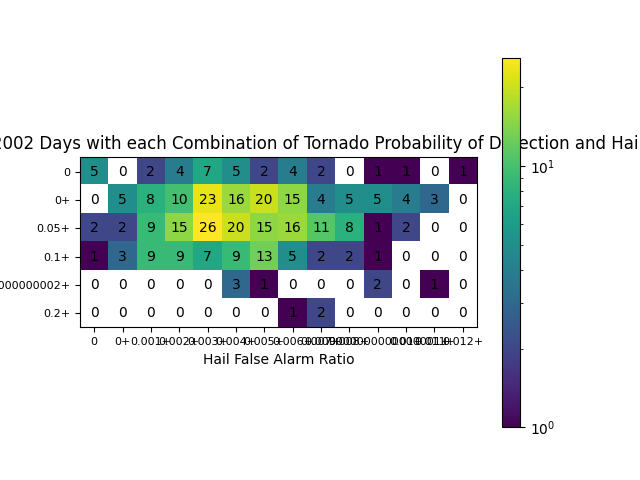 2002 Days with each Combination of Tornado Probability of D ection and Hai
0 5 0 2 4 7 5 2 4 2 0 1 1 0 1
0+ 0 5 8 10 23 16 20 15 4 5 5 4 3 0
0.05+ 2 2 9 15 26 20 15 16 11 8 1 2 0 0
0.1+ 1 3 9 9 7 9 13 5 2 2 1 0 0 0
000000002+ 0 0 0 0 0 3 1 0 0 0 2 0 1 0
0.2+ 0 0 0 0 0 0 0 1 2 0 0 0 0 0
0 0+ 0.001+
Hail False Alarm Ratio
10¹
10⁰